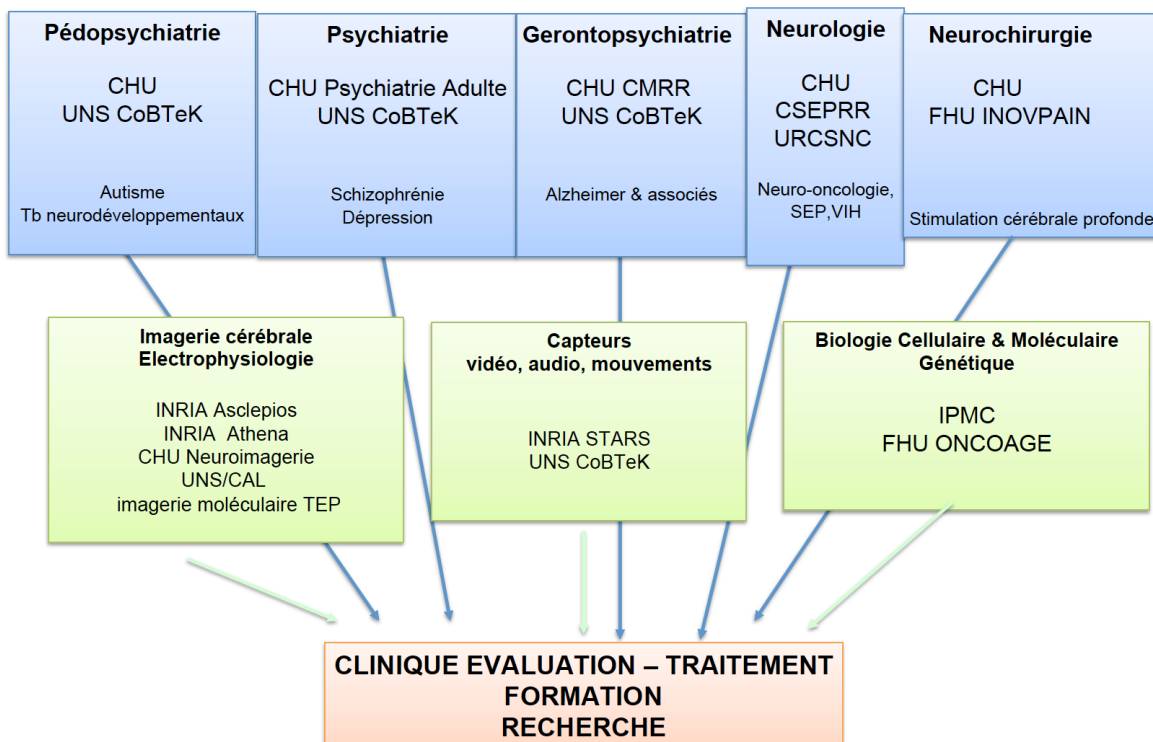 Pédopsychiatrie
CHU
UNS CoBTeK
Autisme
Tb neurodéveloppementaux
Psychiatrie
CHU Psychiatrie Adulte
UNS CoBTeK
Schizophrénie
Dépression
Gerontopsychiatrie
CHU CMRR
UNS CoBTeK
Alzheimer & associés
Neurologie
CHU
CSEPRR
URCSNC
Neuro-oncologie,
SEP,VIH
Neurochirurgie
CHU
FHU INOVPAIN
Stimulation cérébrale profonde
Imagerie cérébrale
Electrophysiologie
INRIA Asclepios
INRIA Athena
CHU Neuroimagerie
UNS/CAL
imagerie moléculaire TEP
Capteurs
vidéo, audio, mouvements
INRIA STARS
UNS CoBTeK
Biologie Cellulaire & Moléculaire
Génétique
IPMC
FHU ONCOAGE
CLINIQUE EVALUATION – TRAITEMENT
FORMATION
RECHERCHE